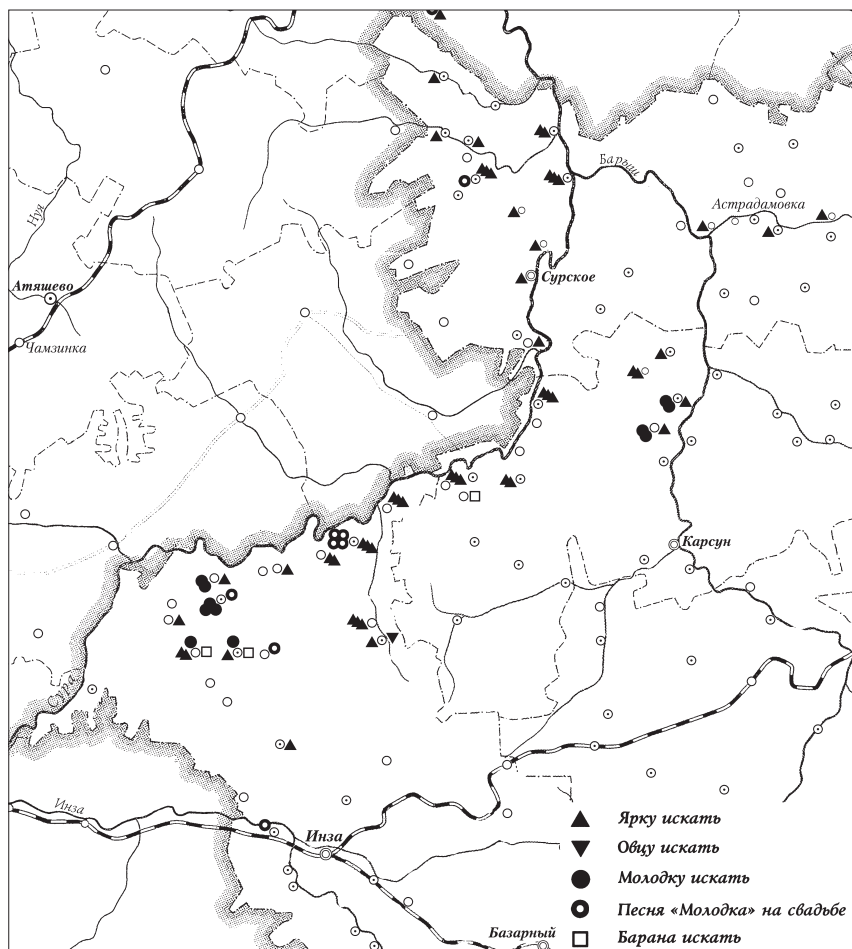 Нуя
Барыш
Астрадамовка
Атяшево
Сурское
Чамзинка
Карсун
Сура
Инза
Инза
Ярку искать
Овцу искать
Молодку искать
Песня «Молодка» на свадьбе
Базарный
Барана искать